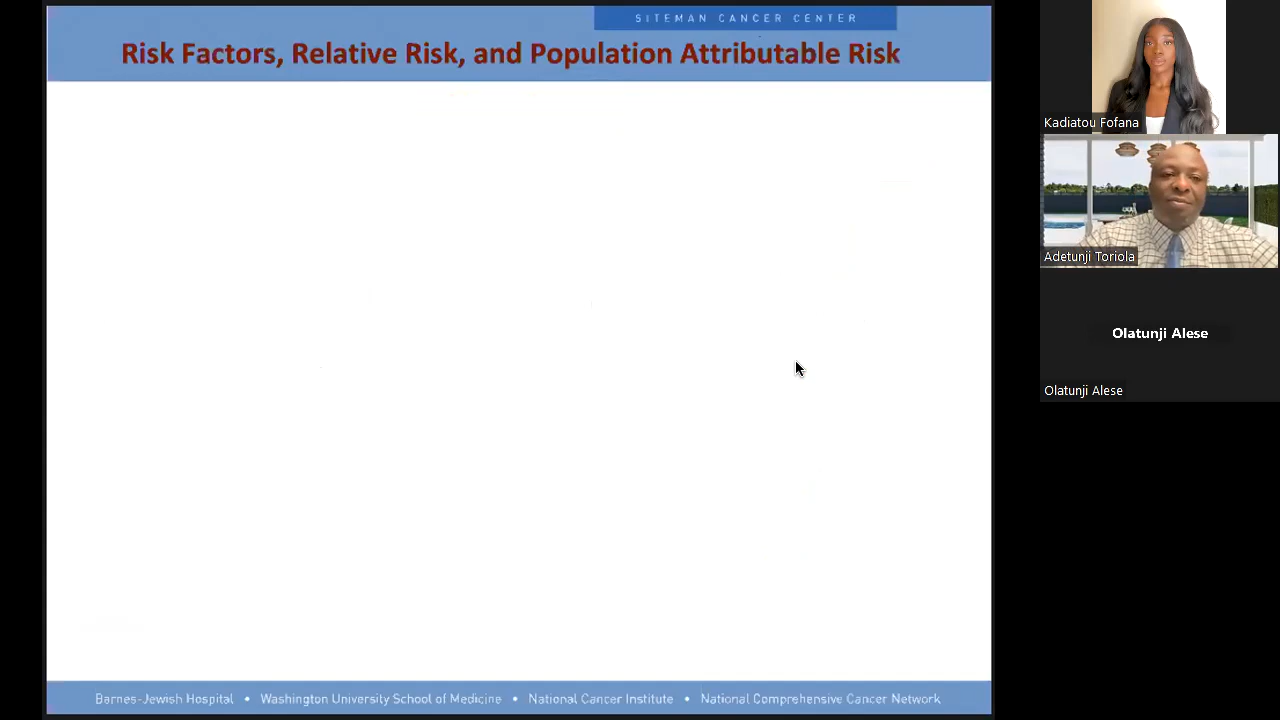 SITEMAN CANCER CENTER
Risk Factors, Relative Risk, and Population Attributable Risk
Barnes-Jewish Hospital • Washington University School of Medicine • National Cancer Institute • National Comprehensive Cancer Network
Kadiatou Fofana
Adetunji Toriola
Olatunji Alese
Olatunji Alese